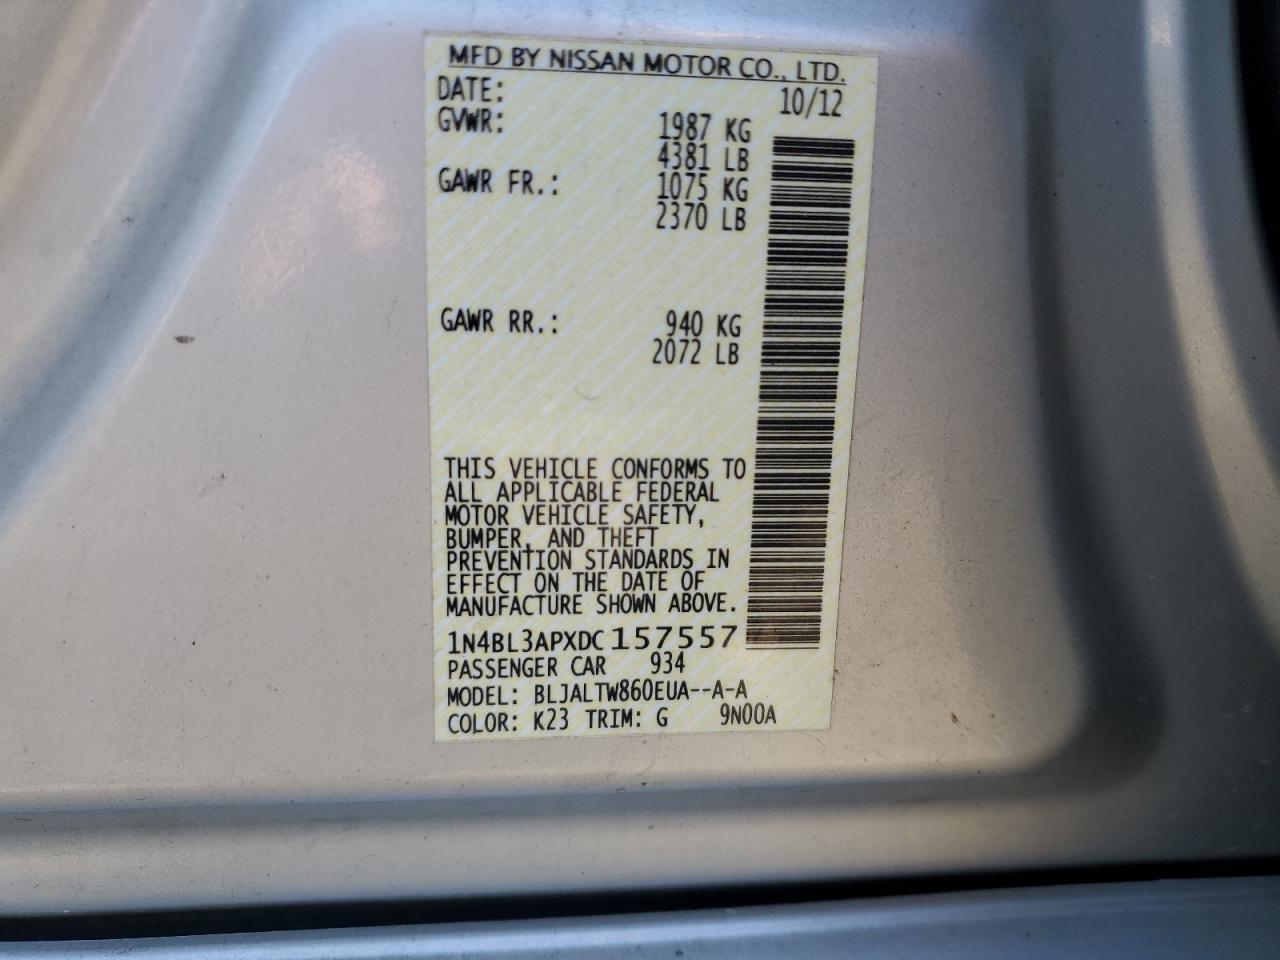 MFD BY NISSAN MOTOR CO., LTD.
DATE: 10/12
GVWR: 1987 KG
4381 LB
GAWR FR.: 1075 KG
2370 LB
GAWR RR.: 940 KG
2072 LB
THIS VEHICLE CONFORMS TO
ALL APPLICABLE FEDERAL
MOTOR VEHICLE SAFETY,
BUMPER, AND THEFT
PREVENTION STANDARDS IN
EFFECT ON THE DATE OF
MANUFACTURE SHOWN ABOVE.
1N4BL3APXDC157557
PASSENGER CAR 934
MODEL: BLJALTW860EUA--A-A
COLOR: K23 TRIM: G 9N00A